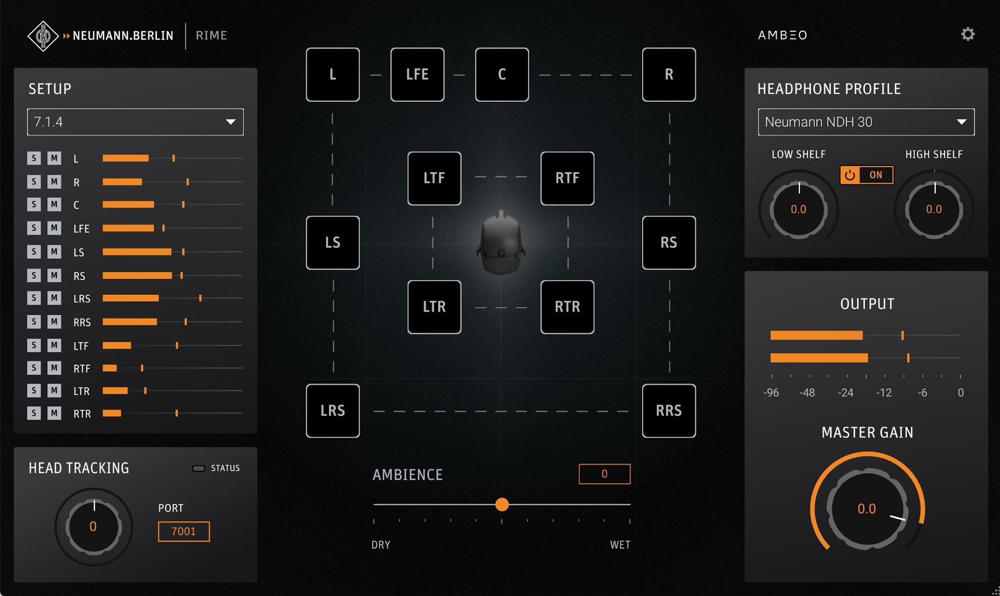 NEUMANN
NEUMANN.BERLIN
RIME
AMBΞO
SETUP
7.1.4
S M L
S M R
S M C
S M LFE
S M LS
S M RS
S M LRS
S M RRS
S M LTF
S M RTF
S M LTR
S M RTR
HEAD TRACKING
STATUS
0
PORT
7001
L LFE C R
LTF RTF
LS RS
LTR RTR
LRS RRS
AMBIENCE 0
DRY WET
HEADPHONE PROFILE
Neumann NDH 30
LOW SHELF HIGH SHELF
ON
0.0 0.0
OUTPUT
-96 -48 -24 -12 -6 0
MASTER GAIN
0.0